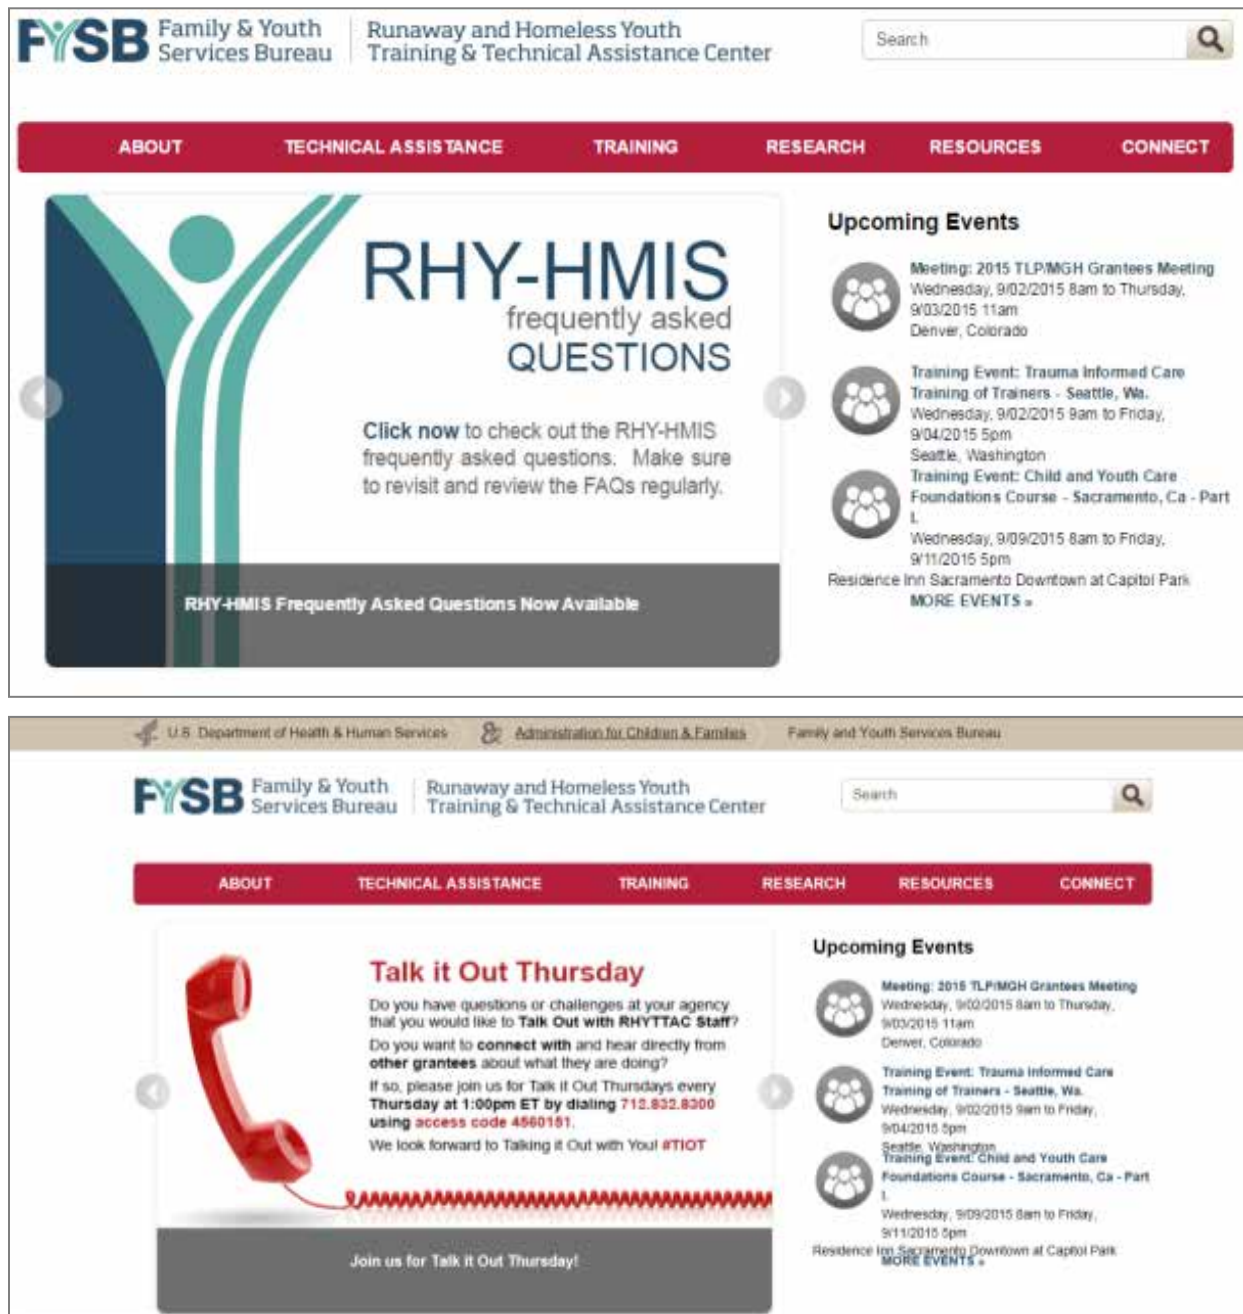 FYSB Family & Youth
Services Bureau
Runaway and Homeless Youth
Training & Technical Assistance Center
Search
ABOUT TECHNICAL ASSISTANCE TRAINING RESEARCH RESOURCES CONNECT
RHY-HMIS
frequently asked
QUESTIONS
Click now to check out the RHY-HMIS
frequently asked questions. Make sure
to revisit and review the FAQs regularly.
RHY-HMIS Frequently Asked Questions Now Available
Upcoming Events
Meeting: 2015 TLP/MGH Grantees Meeting
Wednesday, 9/02/2015 8am to Thursday,
9/03/2015 11am
Denver, Colorado
Training Event: Trauma Informed Care
Training of Trainers - Seattle, Wa.
Wednesday, 9/02/2015 9am to Friday,
9/04/2015 5pm
Seattle, Washington
Training Event: Child and Youth Care
Foundations Course - Sacramento, Ca - Part
I.
Wednesday, 9/09/2015 8am to Friday,
9/11/2015 5pm
Residence Inn Sacramento Downtown at Capitol Park
MORE EVENTS »
U.S. Department of Health & Human Services Administration for Children & Families Family and Youth Services Bureau
FYSB Family & Youth
Services Bureau
Runaway and Homeless Youth
Training & Technical Assistance Center
Search
ABOUT TECHNICAL ASSISTANCE TRAINING RESEARCH RESOURCES CONNECT
Talk it Out Thursday
Do you have questions or challenges at your agency
that you would like to Talk Out with RHYTTAC Staff?
Do you want to connect with and hear directly from
other grantees about what they are doing?
If so, please join us for Talk it Out Thursdays every
Thursday at 1:00pm ET by dialing 712.832.8300
using access code 4560151.
We look forward to Talking it Out with You! #TIOT
Join us for Talk it Out Thursday!
Upcoming Events
Meeting: 2015 TLP/MGH Grantees Meeting
Wednesday, 9/02/2015 8am to Thursday,
9/03/2015 11am
Denver, Colorado
Training Event: Trauma Informed Care
Training of Trainers - Seattle, Wa.
Wednesday, 9/02/2015 9am to Friday,
9/04/2015 5pm
Seattle, Washington
Training Event: Child and Youth Care
Foundations Course - Sacramento, Ca - Part
I.
Wednesday, 9/09/2015 8am to Friday,
9/11/2015 5pm
Residence Inn Sacramento Downtown at Capitol Park
MORE EVENTS »